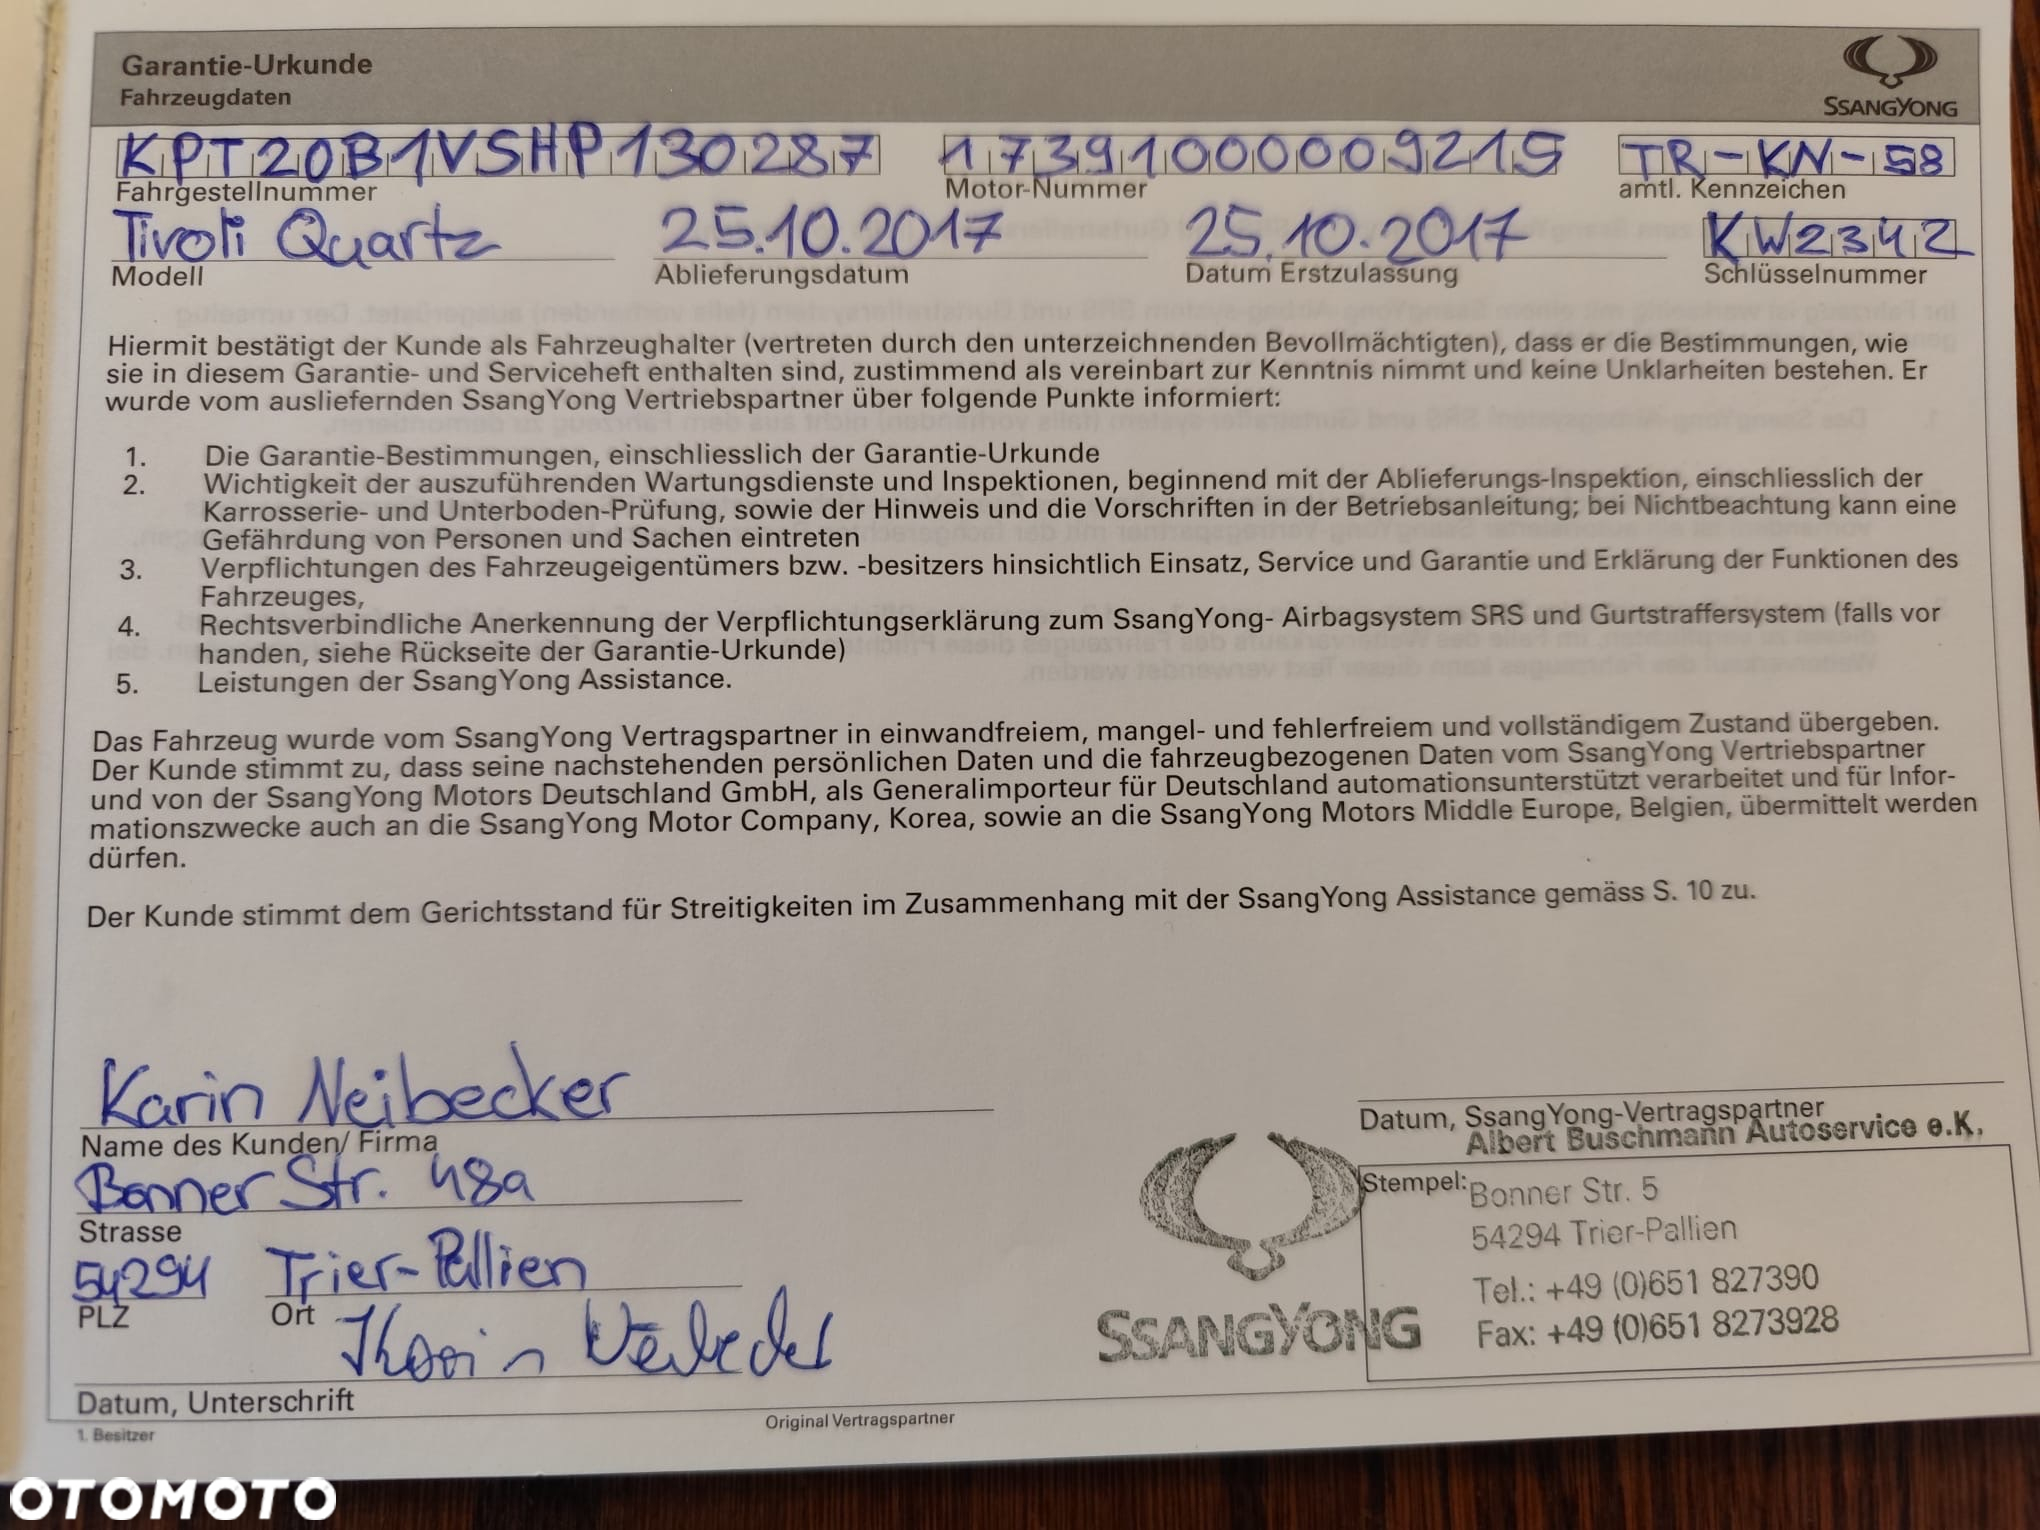 Garantie-Urkunde
Fahrzeugdaten
SSANGYONG
KPT20B1VSHP130287 17391000009215 TR-KN-58
Fahrgestellnummer Motor-Nummer amtl. Kennzeichen
Tivoli Quartz 25.10.2017 25.10.2017 KW2342
Modell Ablieferungsdatum Datum Erstzulassung Schlüsselnummer
Hiermit bestätigt der Kunde als Fahrzeughalter (vertreten durch den unterzeichnenden Bevollmächtigten), dass er die Bestimmungen, wie
sie in diesem Garantie- und Serviceheft enthalten sind, zustimmend als vereinbart zur Kenntnis nimmt und keine Unklarheiten bestehen. Er
wurde vom ausliefernden SsangYong Vertriebspartner über folgende Punkte informiert:
1. Die Garantie-Bestimmungen, einschliesslich der Garantie-Urkunde
2. Wichtigkeit der auszuführenden Wartungsdienste und Inspektionen, beginnend mit der Ablieferungs-Inspektion, einschliesslich der
Karrosserie- und Unterboden-Prüfung, sowie der Hinweis und die Vorschriften in der Betriebsanleitung; bei Nichtbeachtung kann eine
Gefährdung von Personen und Sachen eintreten
3. Verpflichtungen des Fahrzeugeigentümers bzw. -besitzers hinsichtlich Einsatz, Service und Garantie und Erklärung der Funktionen des
Fahrzeuges,
4. Rechtsverbindliche Anerkennung der Verpflichtungserklärung zum SsangYong- Airbagsystem SRS und Gurtstraffersystem (falls vor
handen, siehe Rückseite der Garantie-Urkunde)
5. Leistungen der SsangYong Assistance.
Das Fahrzeug wurde vom SsangYong Vertragspartner in einwandfreiem, mangel- und fehlerfreiem und vollständigem Zustand übergeben.
Der Kunde stimmt zu, dass seine nachstehenden persönlichen Daten und die fahrzeugbezogenen Daten vom SsangYong Vertriebspartner
und von der SsangYong Motors Deutschland GmbH, als Generalimporteur für Deutschland automationsunterstützt verarbeitet und für Infor-
mationszwecke auch an die SsangYong Motor Company, Korea, sowie an die SsangYong Motors Middle Europe, Belgien, übermittelt werden
dürfen.
Der Kunde stimmt dem Gerichtsstand für Streitigkeiten im Zusammenhang mit der SsangYong Assistance gemäss S. 10 zu.
Karin Neibecker
Name des Kunden/ Firma
Bonner Str. 48a
Strasse
54294 Trier-Pallien
PLZ Ort
Datum, Unterschrift
1. Besitzer
Original Vertragspartner
Datum, SsangYong-Vertragspartner
Albert Buschmann Autoservice e.K.
Stempel: Bonner Str. 5
54294 Trier-Pallien
Tel.: +49 (0)651 827390
Fax: +49 (0)651 8273928
SSANGYONG
OTOMOTO